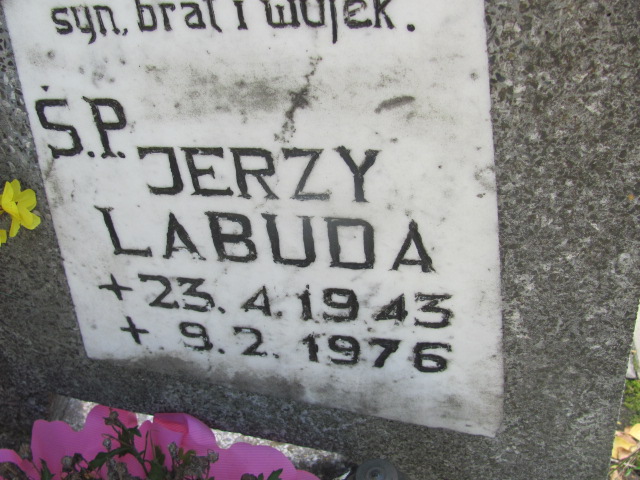 syn, brat i wujek.
Ś.P. JERZY
LABUDA
+ 23.4.1943
+ 9.2.1976